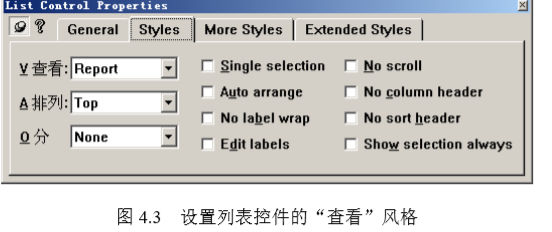 List Control Properties
? General Styles More Styles Extended Styles
V 查看: Report Single selection No scroll
A 排列: Top Auto arrange No column header
No label wrap No sort header
O 分 None Edit labels Show selection always
图 4.3 设置列表控件的“查看”风格